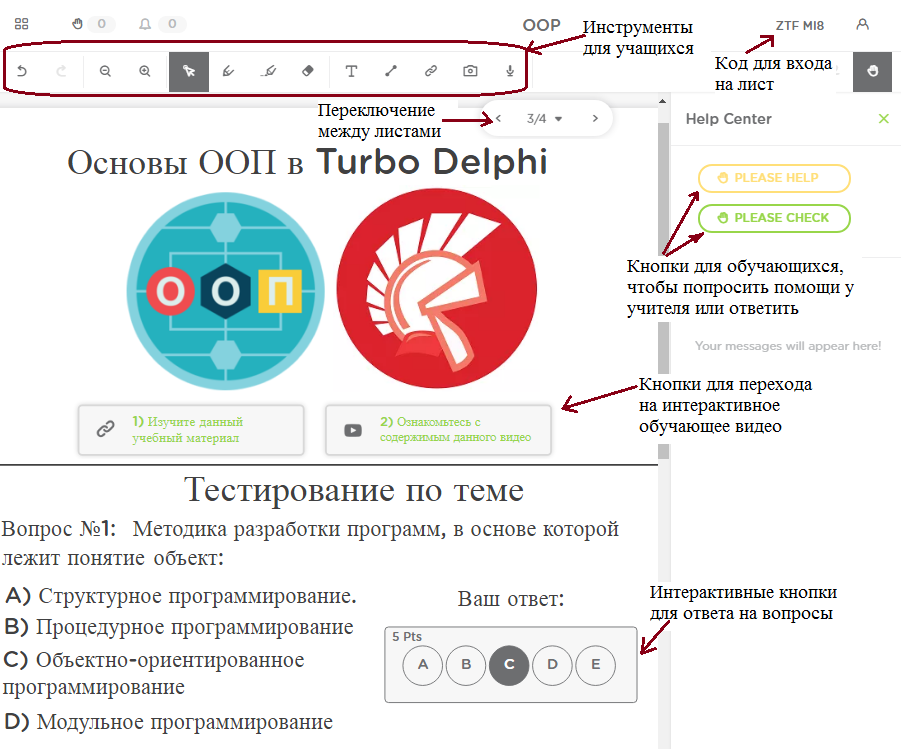 0
0
OOP
Инструменты
для учащихся
ZTF MI8
Код для входа
на лист
Переключение
между листами
3/4
Help Center
Основы ООП в Turbo Delphi
PLEASE HELP
PLEASE CHECK
О О П
Кнопки для обучающихся,
чтобы попросить помощи у
учителя или ответить
Your messages will appear here!
Кнопки для перехода
на интерактивное
обучающее видео
1) Изучите данный
учебный материал
2) Ознакомьтесь с
содержимым данного видео
Тестирование по теме
Вопрос №1: Методика разработки программ, в основе которой
лежит понятие объект:
A) Структурное программирование.
B) Процедурное программирование
C) Объектно-ориентированное
программирование
D) Модульное программирование
Ваш ответ:
Интерактивные кнопки
для ответа на вопросы
5 Pts
A B C D E